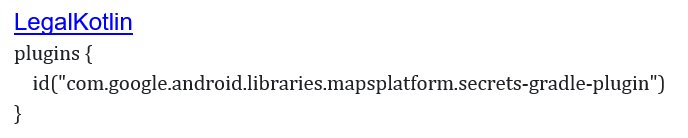 LegalKotlin
plugins {
    id("com.google.android.libraries.mapsplatform.secrets-gradle-plugin")
}